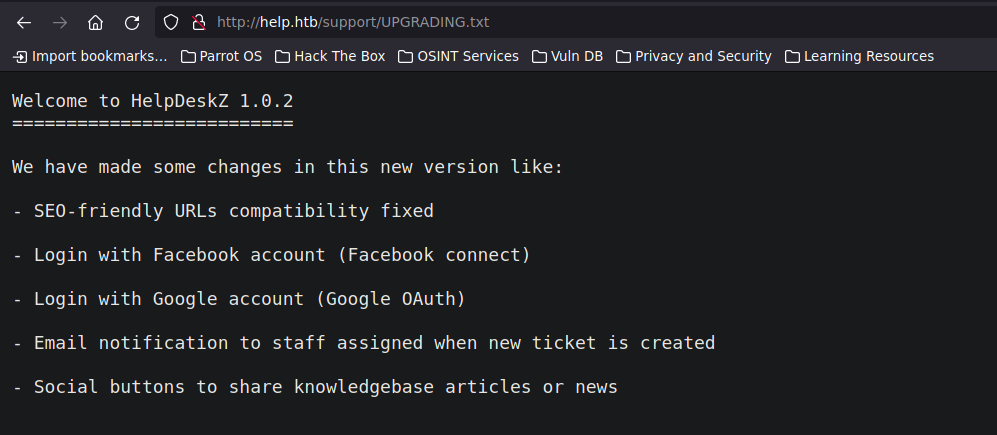 http://help.htb/support/UPGRADING.txt
Import bookmarks... Parrot OS Hack The Box OSINT Services Vuln DB Privacy and Security Learning Resources
Welcome to HelpDeskZ 1.0.2
==========================
We have made some changes in this new version like:
- SEO-friendly URLs compatibility fixed
- Login with Facebook account (Facebook connect)
- Login with Google account (Google OAuth)
- Email notification to staff assigned when new ticket is created
- Social buttons to share knowledgebase articles or news